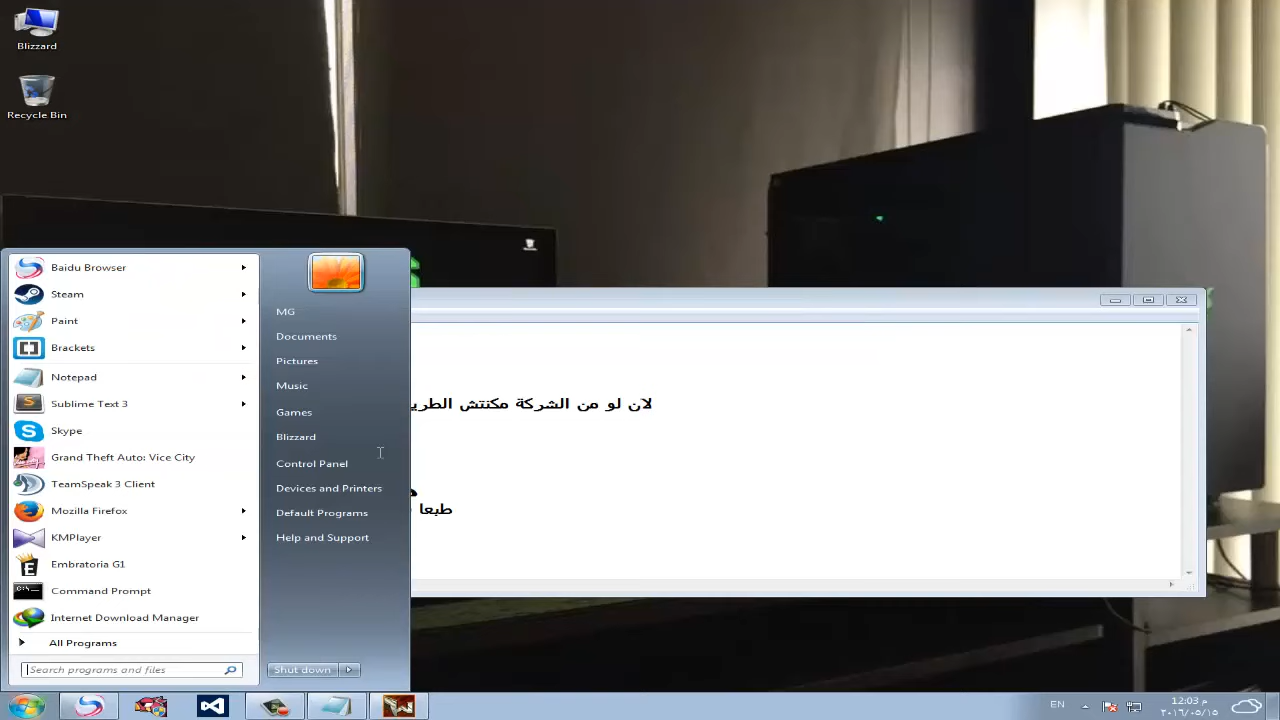 Blizzard
Recycle Bin
Baidu Browser
Steam
Paint
Brackets
Notepad
Sublime Text 3
Skype
Grand Theft Auto: Vice City
TeamSpeak 3 Client
Mozilla Firefox
KMPlayer
Embratoria G1
Command Prompt
Internet Download Manager
All Programs
Search programs and files
MG
Documents
Pictures
Music
Games
Blizzard
Control Panel
Devices and Printers
Default Programs
Help and Support
Shut down
لان لو من الشركة مكنتش
طبعا
EN
12:03 م
٢٠١٦/٠٥/١٥